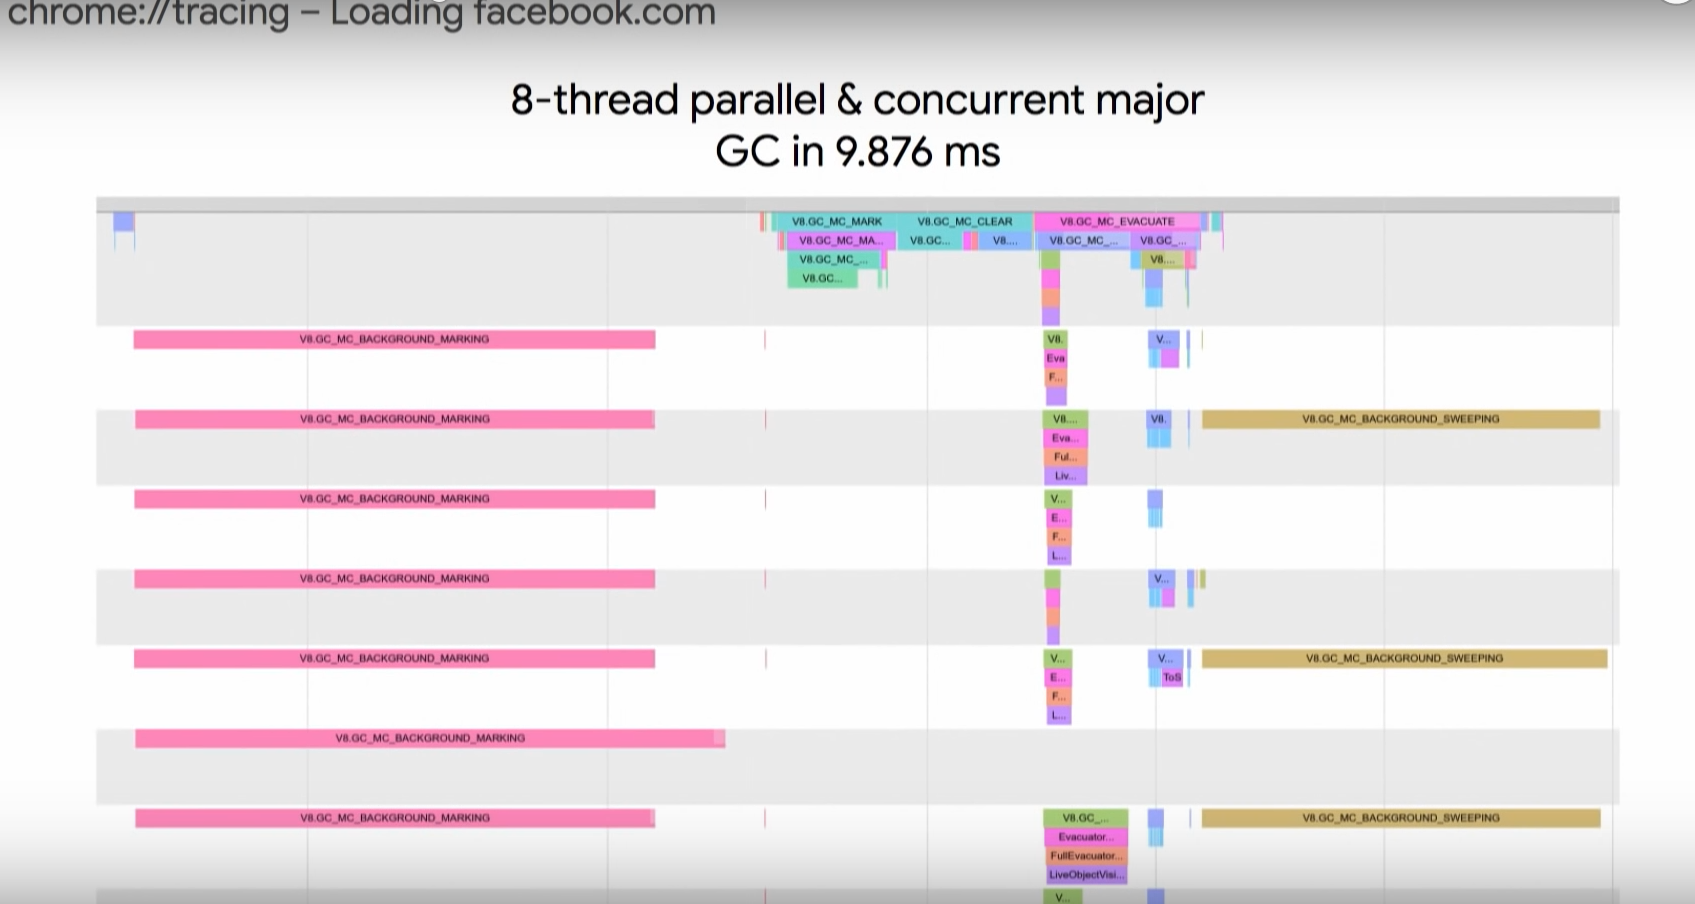 chrome://tracing – Loading facebook.com
8-thread parallel & concurrent major
GC in 9.876 ms
V8.GC_MC_MARK V8.GC_MC_CLEAR V8.GC_MC_EVACUATE
V8.GC_MC_MA... V8.GC... V8.... V8.GC_MC_... V8.GC_...
V8.GC_MC_... V8....
V8.GC...
V8.GC_MC_BACKGROUND_MARKING V8. V...
Eva
F...
V8.GC_MC_BACKGROUND_MARKING V8.... V8. V8.GC_MC_BACKGROUND_SWEEPING
Eva...
Ful...
Liv...
V8.GC_MC_BACKGROUND_MARKING V...
E...
F...
L...
V8.GC_MC_BACKGROUND_MARKING V...
V8.GC_MC_BACKGROUND_MARKING V... V... V8.GC_MC_BACKGROUND_SWEEPING
E... ToS
F...
L...
V8.GC_MC_BACKGROUND_MARKING
V8.GC_MC_BACKGROUND_MARKING V8.GC_... V8.GC_MC_BACKGROUND_SWEEPING
Evacuator...
FullEvacuator...
LiveObjectVisi...
V...